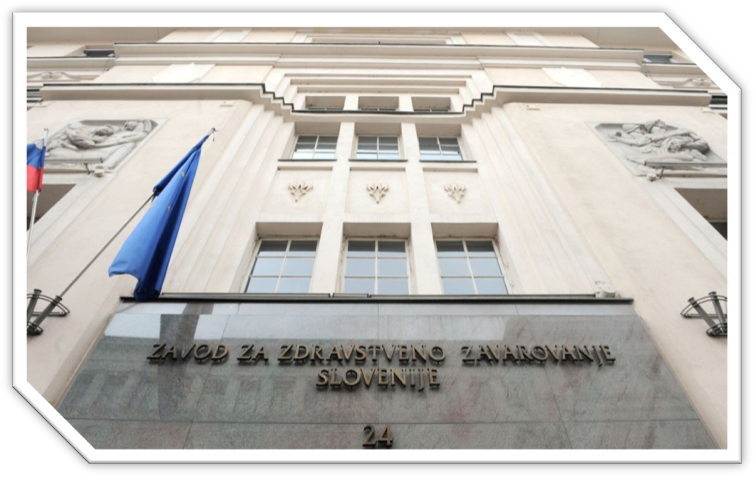 ZAVOD ZA ZDRAVSTVENO ZAVAROVANJE
SLOVENIJE
24